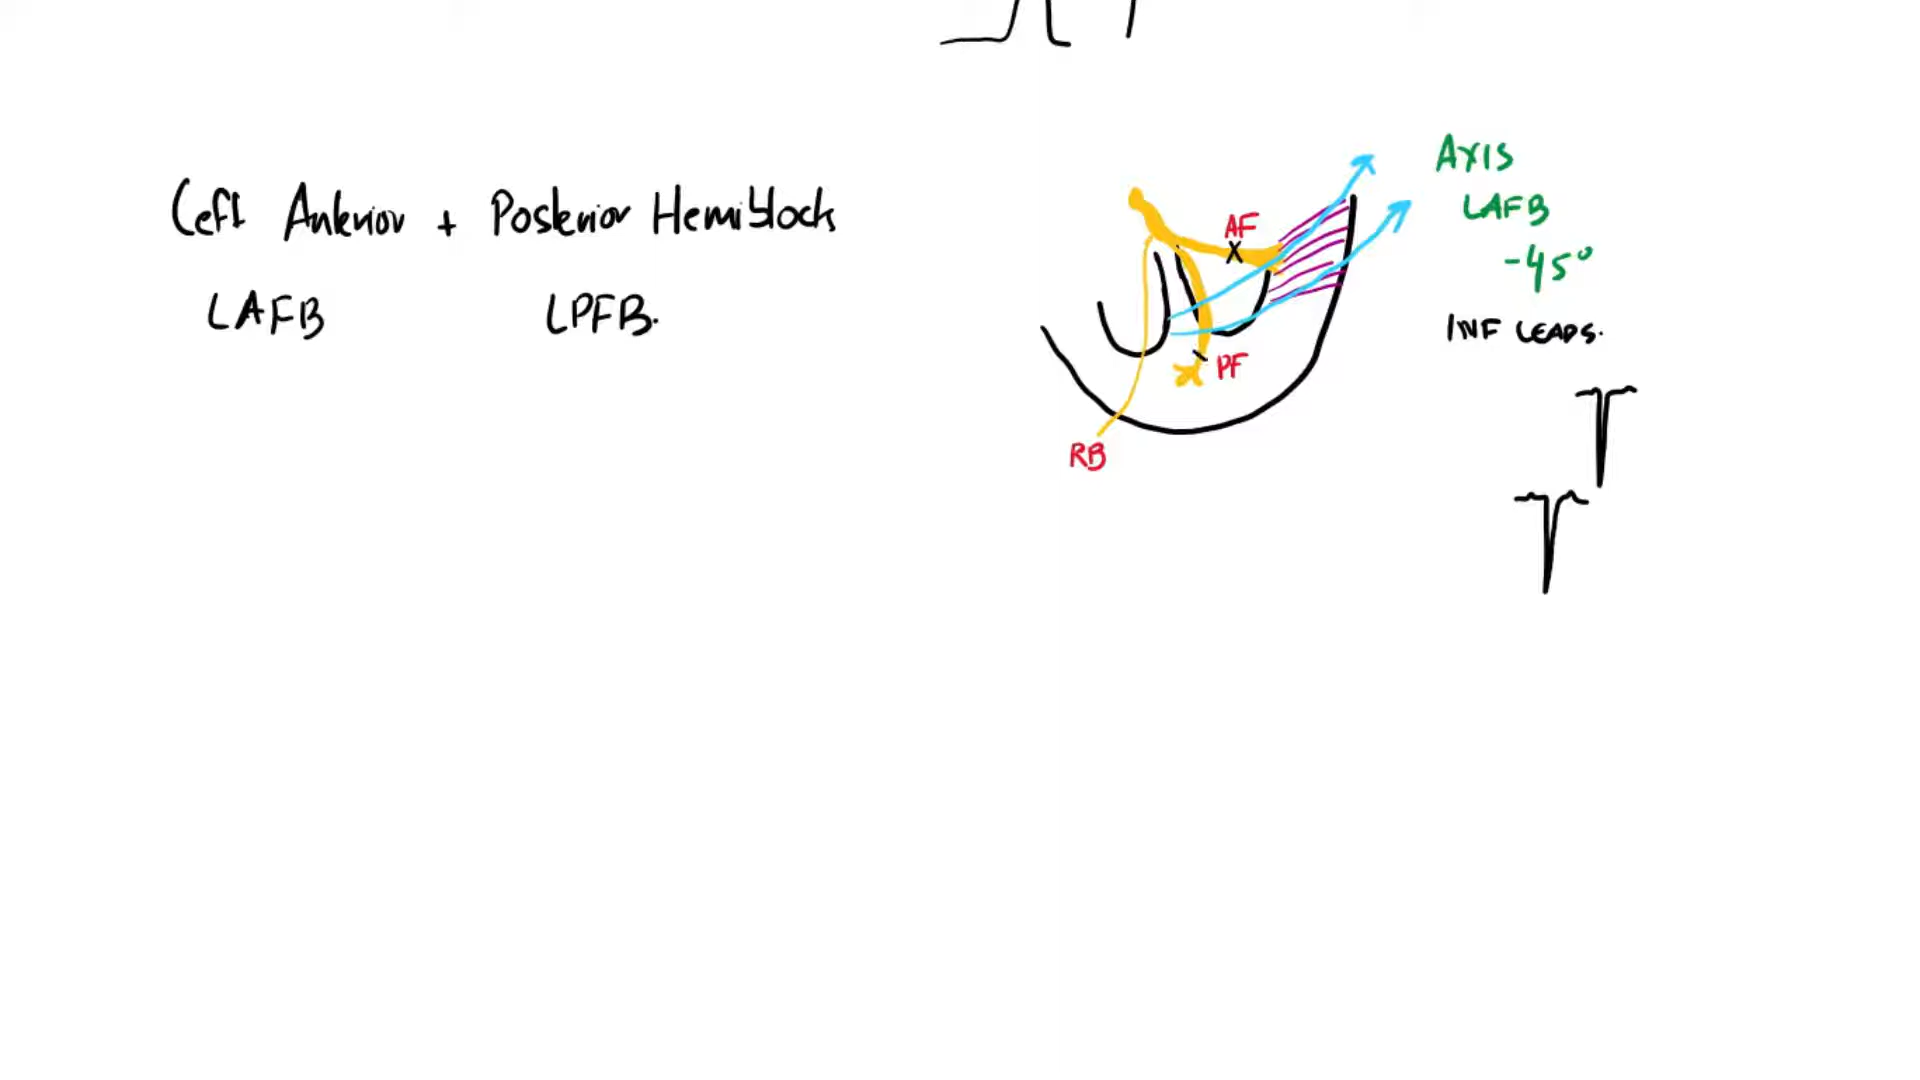 Left Anterior + Posterior Hemiblock
LAFB LPFB.
AF
PF
RB
AXIS
LAFB
-45°
INF LEADS.